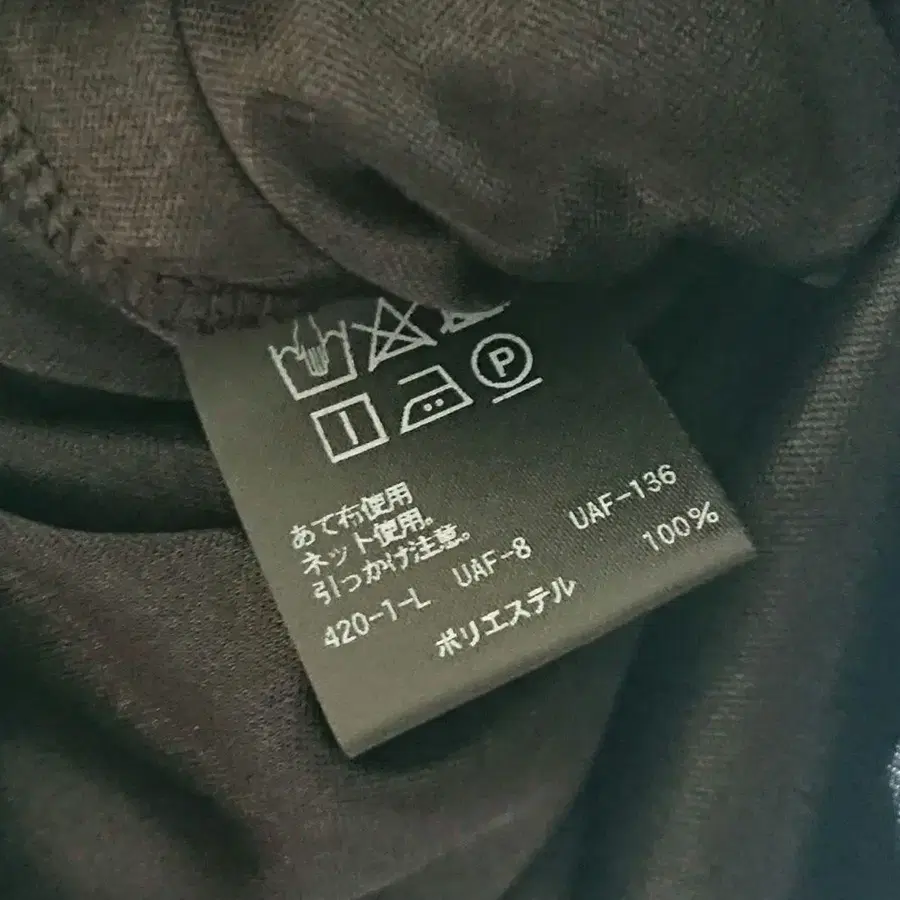 P
あて布使用
ネット使用。
引っかけ注意。
420-1-L UAF-8 UAF-136
ポリエステル 100%